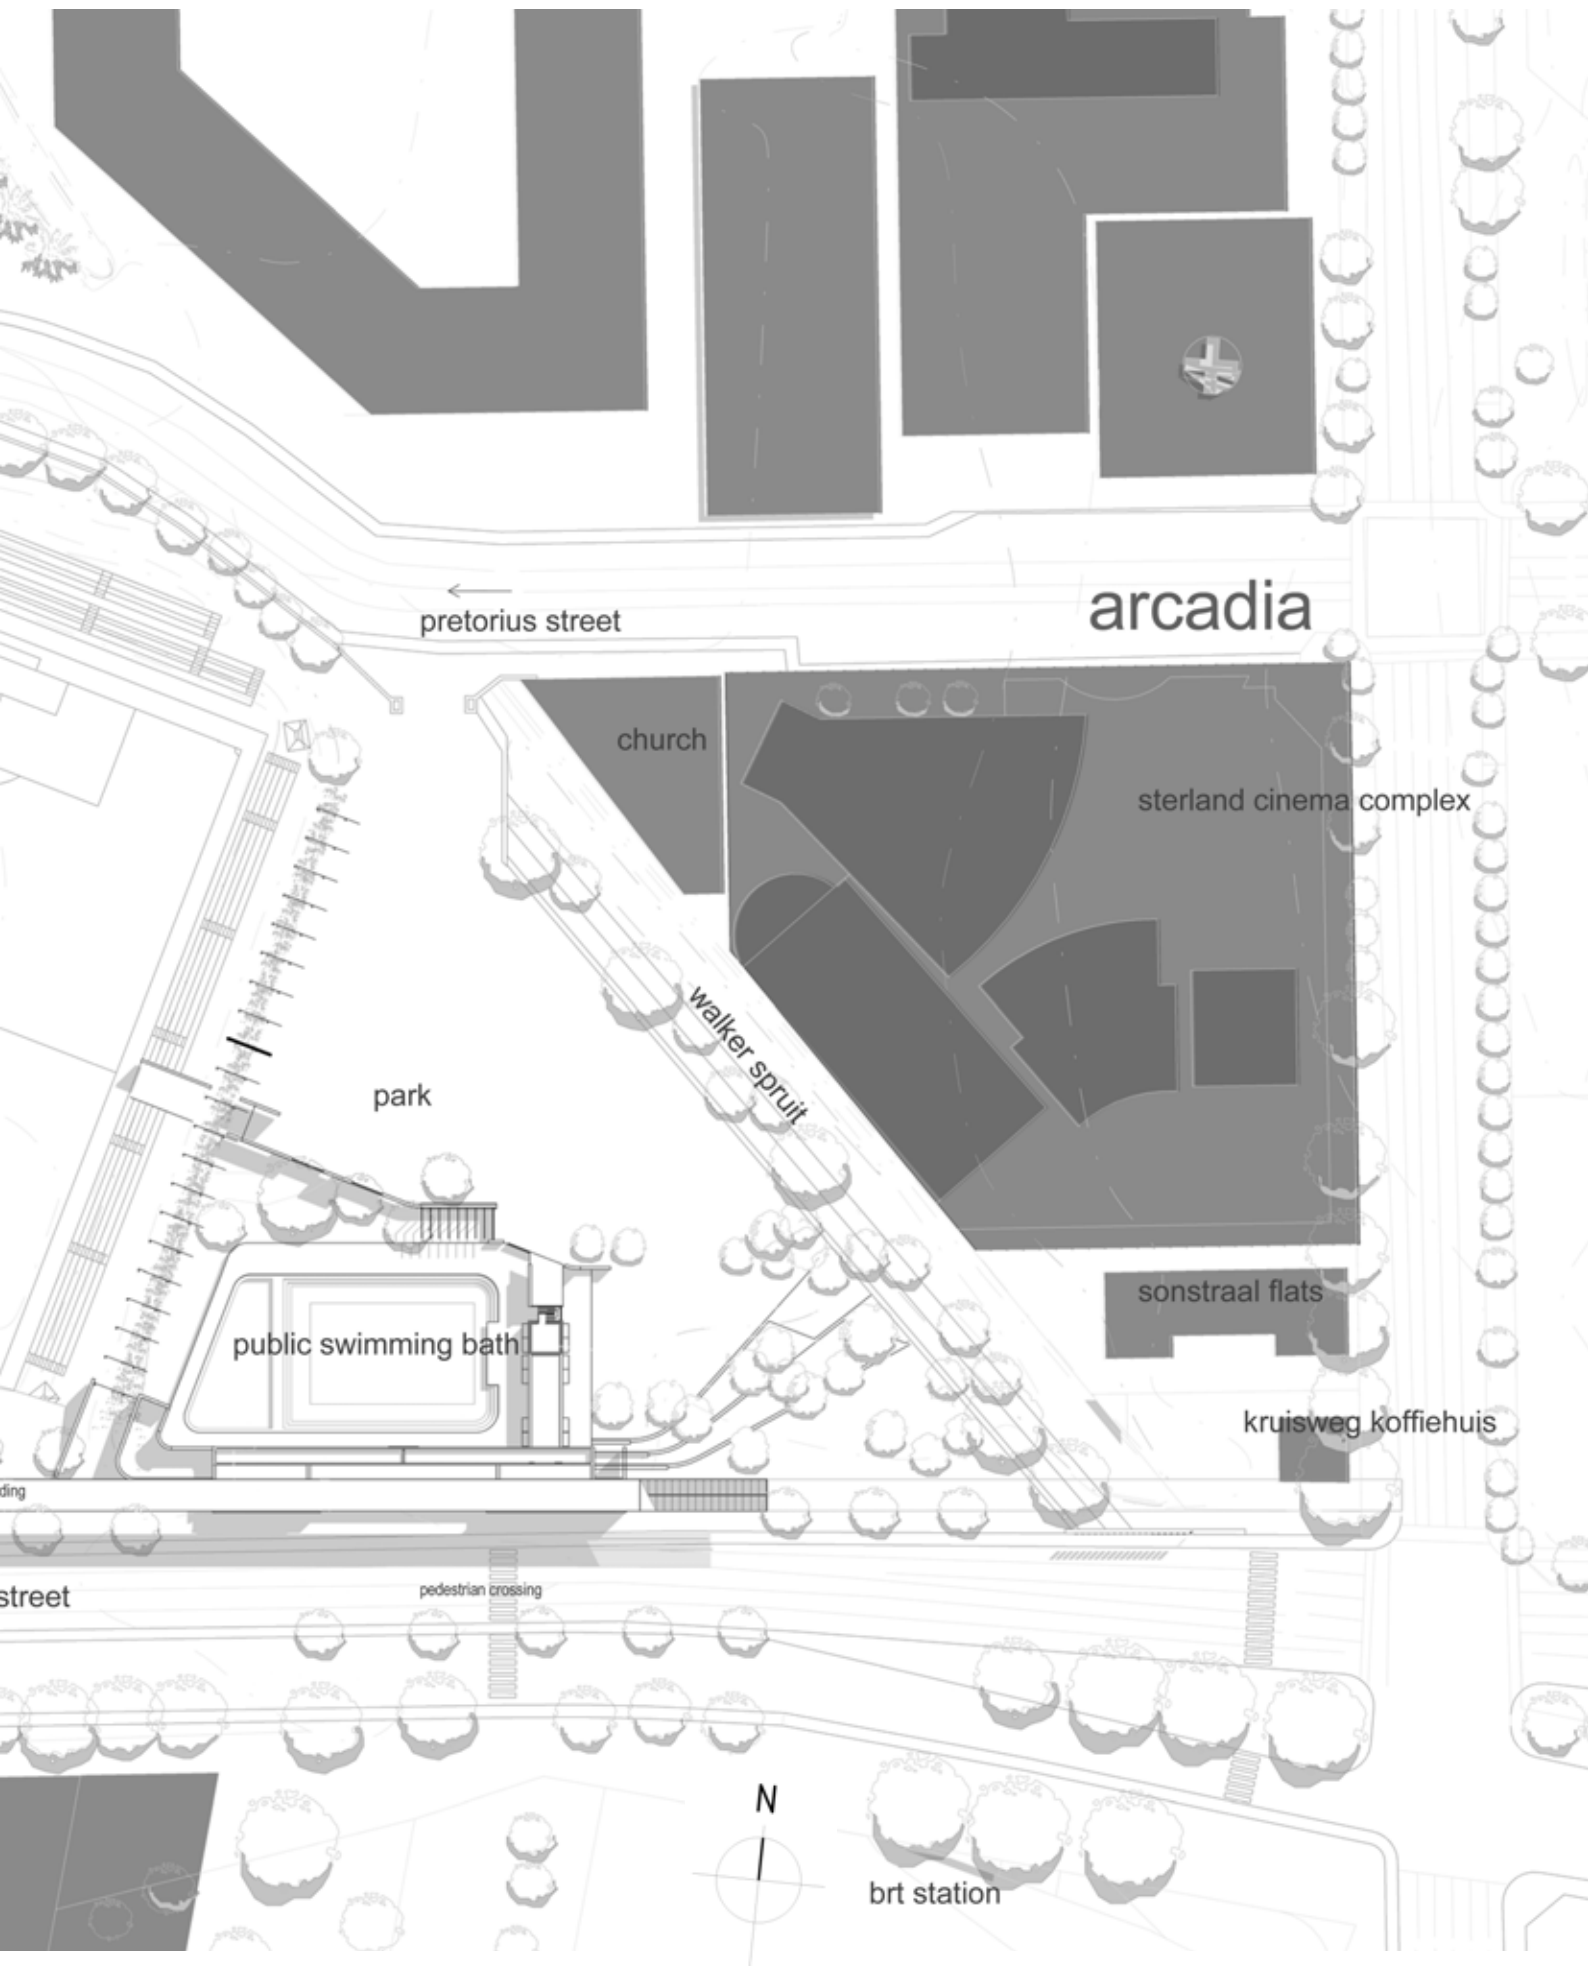 arcadia
pretorius street
church
sterland cinema complex
walker spruit
park
sonstraal flats
public swimming bath
kruisweg koffiehuis
ding
pedestrian crossing
street
N
brt station